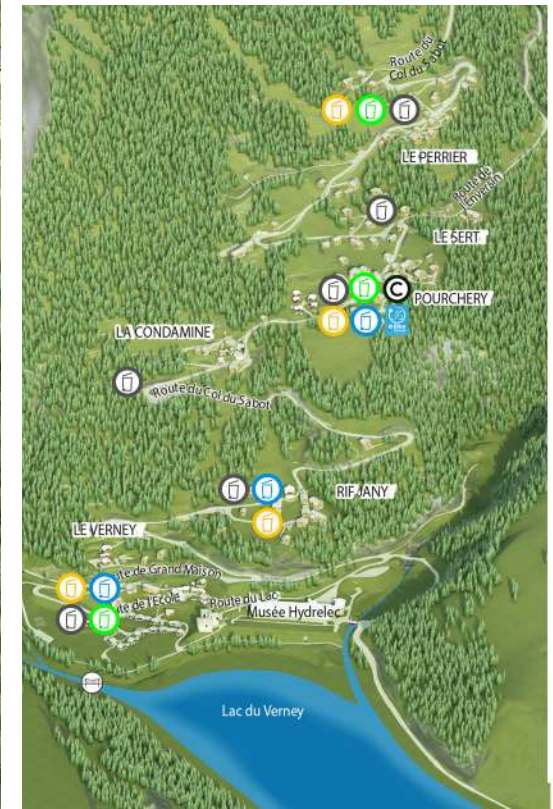 Route du
Col du Sabot
LE PERRIER
Route de
l'Enversin
LE SERT
C
POURCHERY
LA CONDAMINE
Route du Col du Sabot
RIF JANY
LE VERNEY
Route de Grand Maison
Route de l'Ecole
Route du Lac
Musée Hydrelec
Lac du Verney